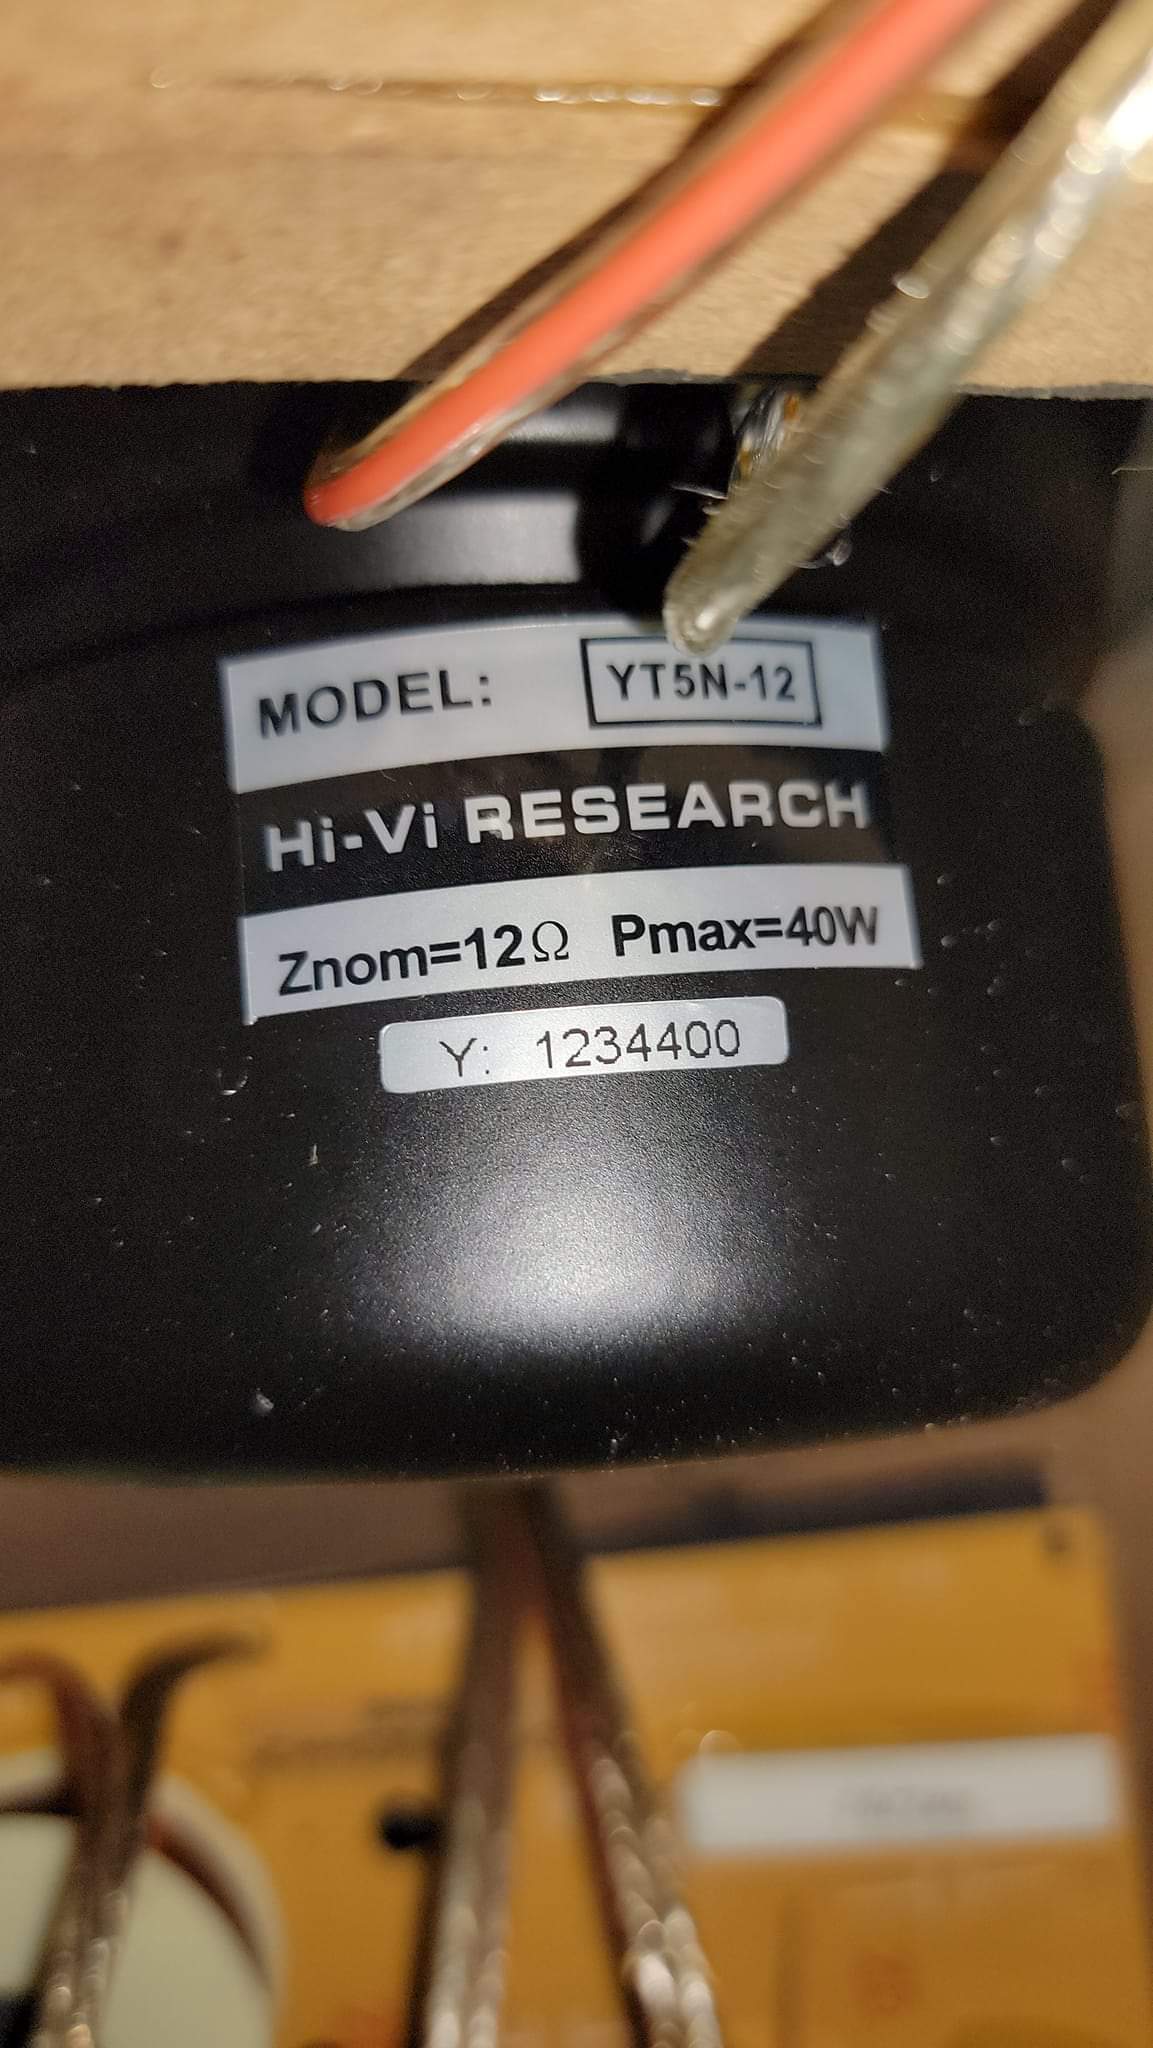 MODEL: YT5N-12
Hi-Vi RESEARCH
Znom=12Ω Pmax=40W
Y: 1234400